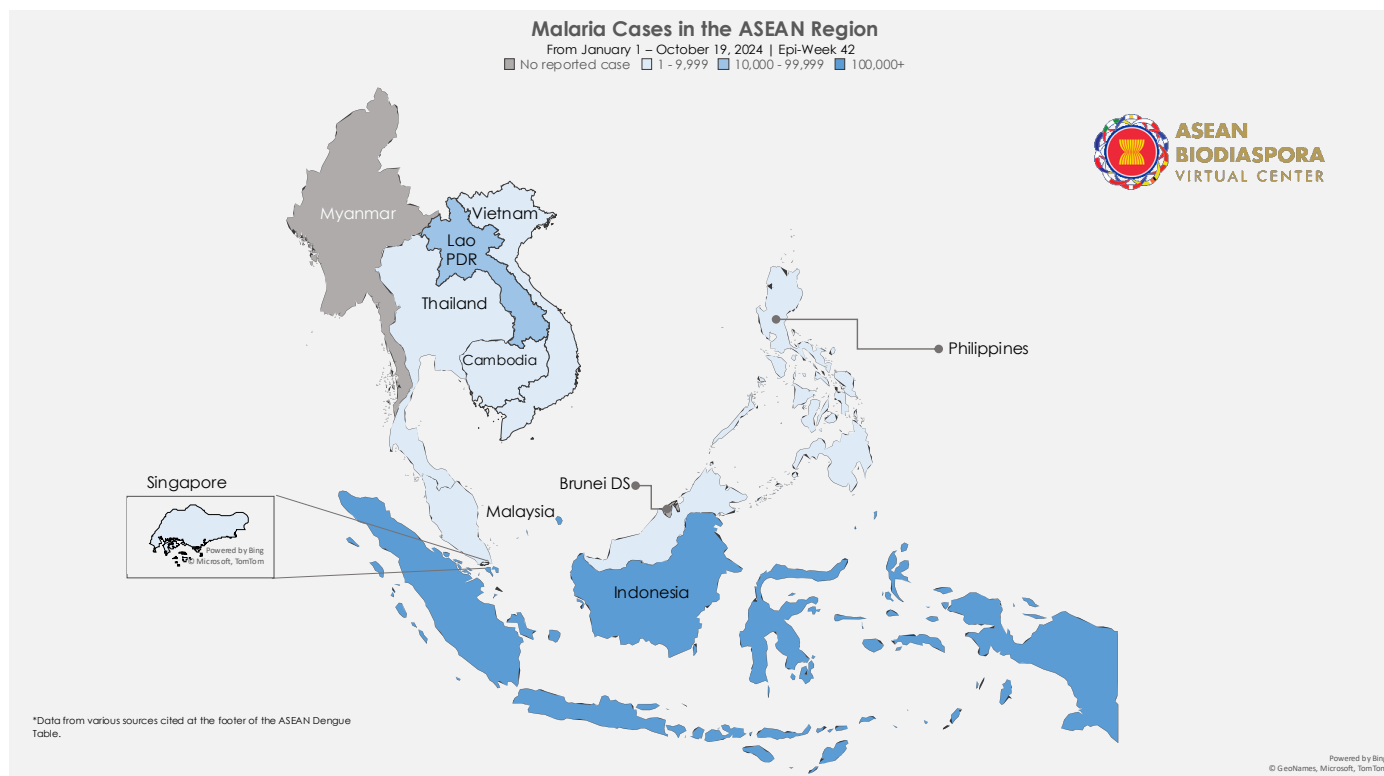 Malaria Cases in the ASEAN Region
From January 1 – October 19, 2024 | Epi-Week 42
No reported case 1 - 9,999 10,000 - 99,999 100,000+
ASEAN
BIODIASPORA
VIRTUAL CENTER
Myanmar
Vietnam
Lao
PDR
Thailand
Cambodia
Philippines
Singapore
Brunei DS
Malaysia
Powered by Bing
© Microsoft, TomTom
Indonesia
*Data from various sources cited at the footer of the ASEAN Dengue
Table.
Powered by Bing
© GeoNames, Microsoft, TomTom